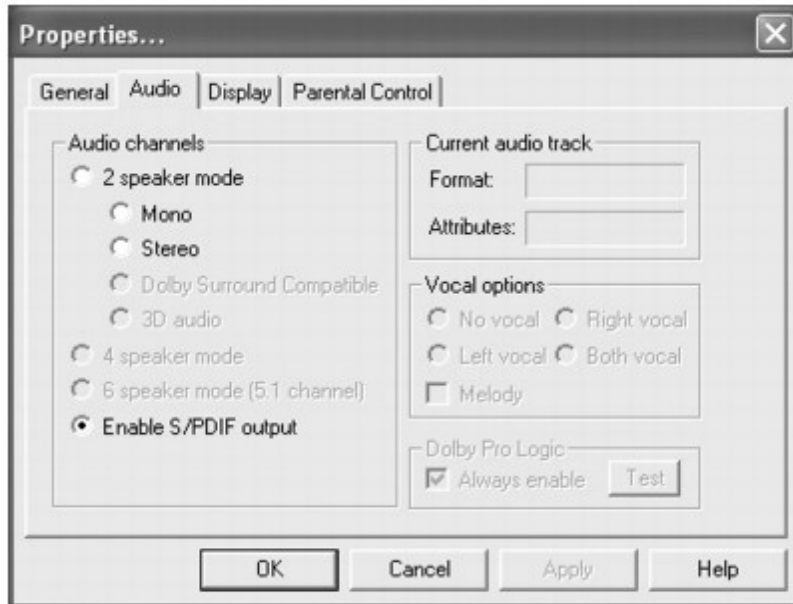 Properties...
General Audio Display Parental Control
Audio channels
2 speaker mode
Mono
Stereo
Dolby Surround Compatible
3D audio
4 speaker mode
6 speaker mode (5.1 channel)
Enable S/PDIF output
Current audio track
Format:
Attributes:
Vocal options
No vocal Right vocal
Left vocal Both vocal
Melody
Dolby Pro Logic
Always enable Test
OK Cancel Apply Help